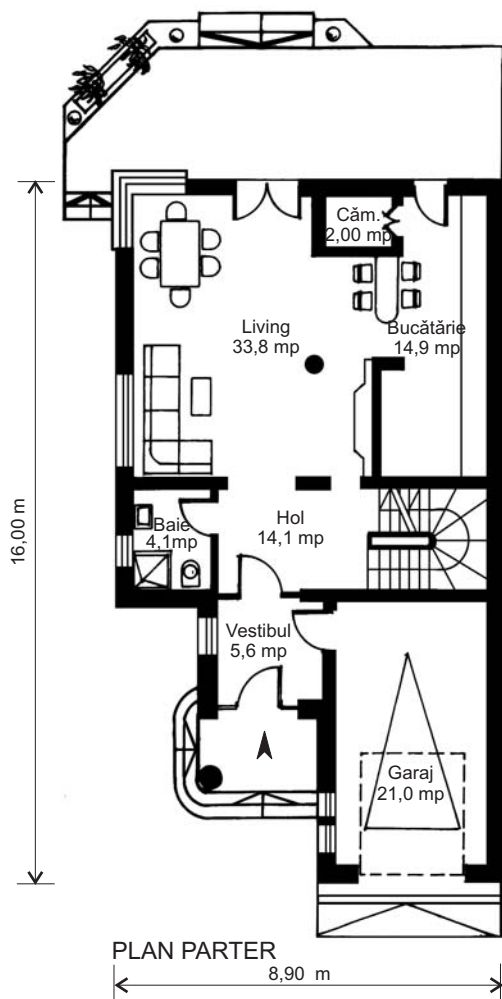 Căm.
2,00 mp
Living
33,8 mp
Bucătărie
14,9 mp
16,00 m
Baie
4,1mp
Hol
14,1 mp
Vestibul
5,6 mp
Garaj
21,0 mp
PLAN PARTER
8,90 m